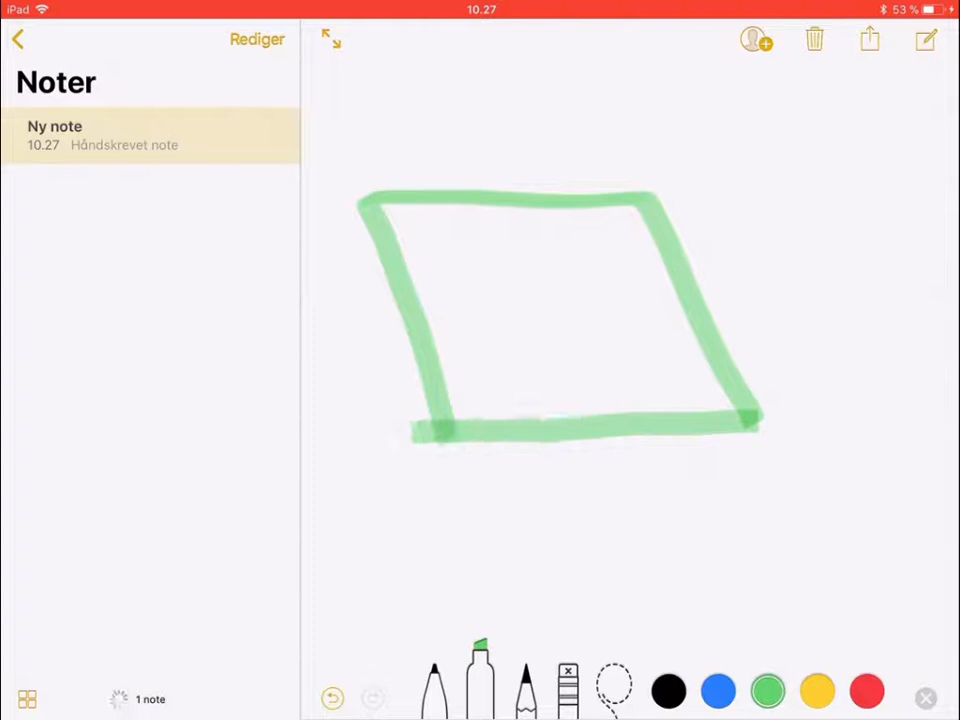 iPad 10.27 53 %
Rediger
Noter
Ny note
10.27 Håndskrevet note
1 note